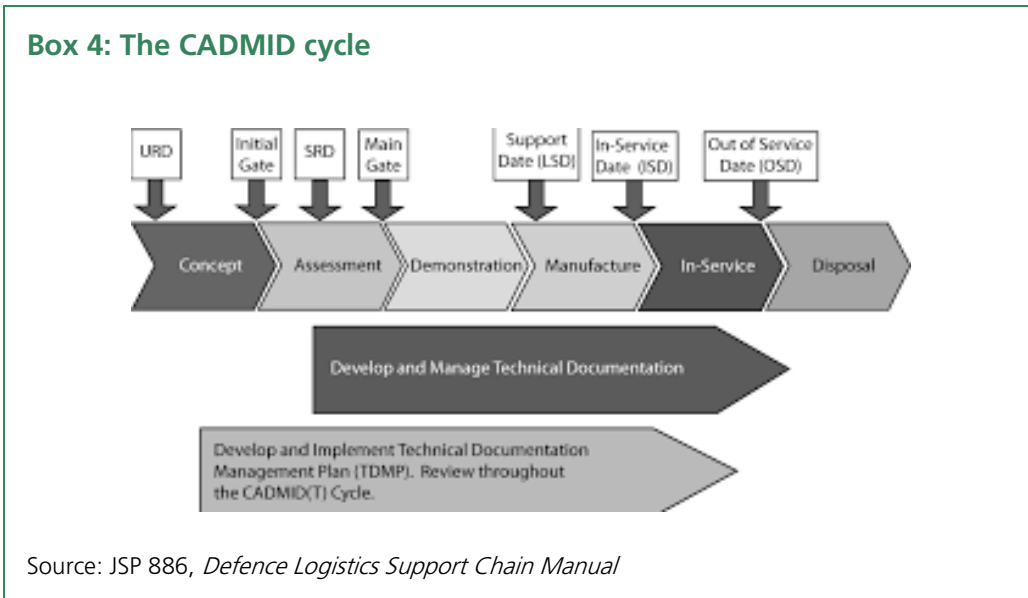 Box 4: The CADMID cycle
URD
Initial
Gate
SRD
Main
Gate
Support
Date (LSD)
In-Service
Date (ISD)
Out of Service
Date (OSD)
Concept
Assessment
Demonstration
Manufacture
In-Service
Disposal
Develop and Manage Technical Documentation
Develop and Implement Technical Documentation
Management Plan (TDMP). Review throughout
the CADMID(T) Cycle.
Source: JSP 886, Defence Logistics Support Chain Manual